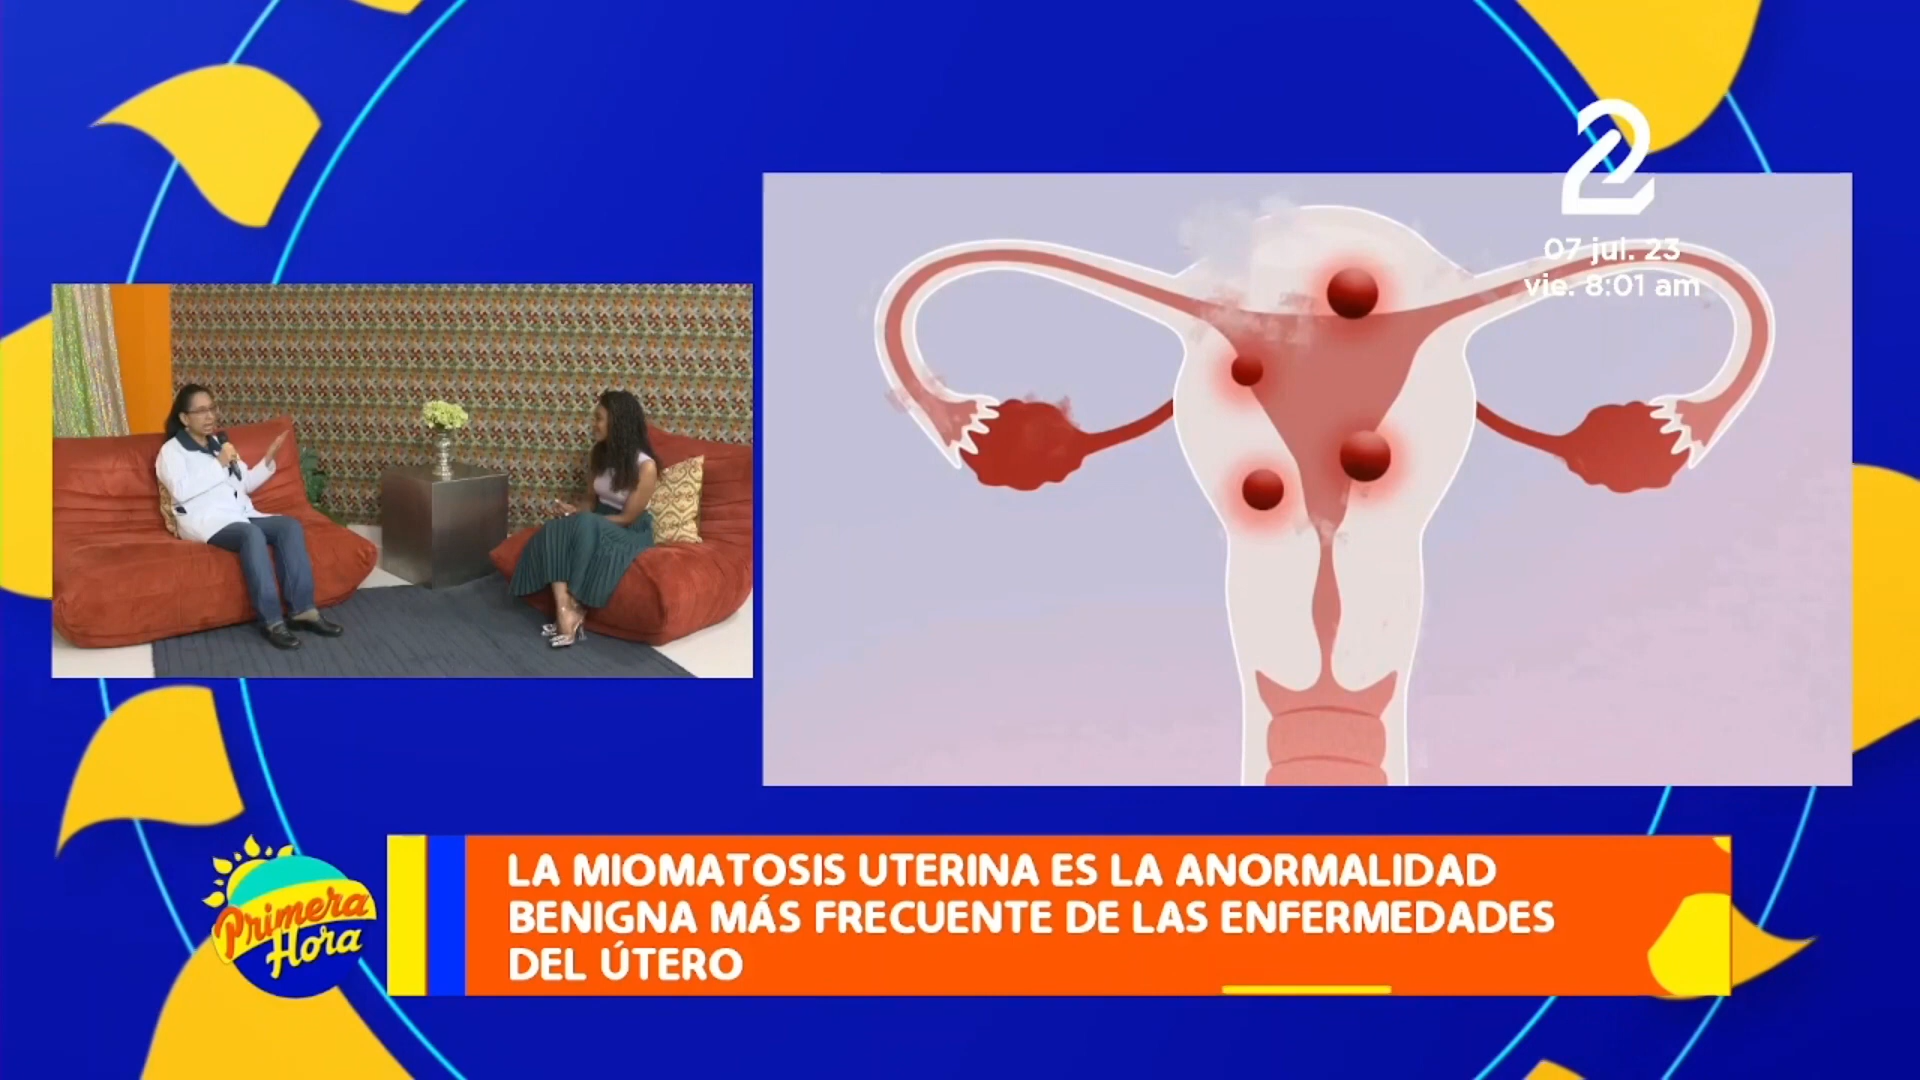 2
07 jul. 23
vie. 8:01 am
Primera
Hora
LA MIOMATOSIS UTERINA ES LA ANORMALIDAD
BENIGNA MÁS FRECUENTE DE LAS ENFERMEDADES
DEL ÚTERO